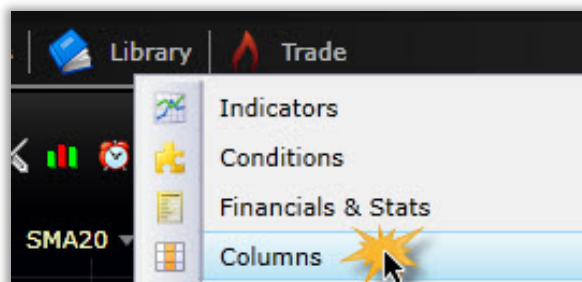 Library Trade
Indicators
Conditions
Financials & Stats
SMA20
Columns